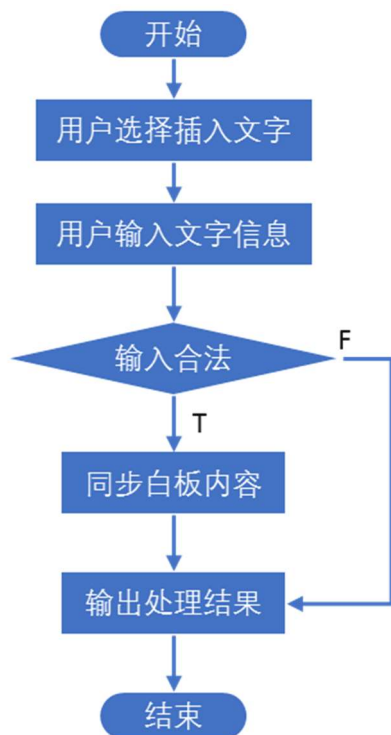 开始
用户选择插入文字
用户输入文字信息
输入合法
F
T
同步白板内容
输出处理结果
结束